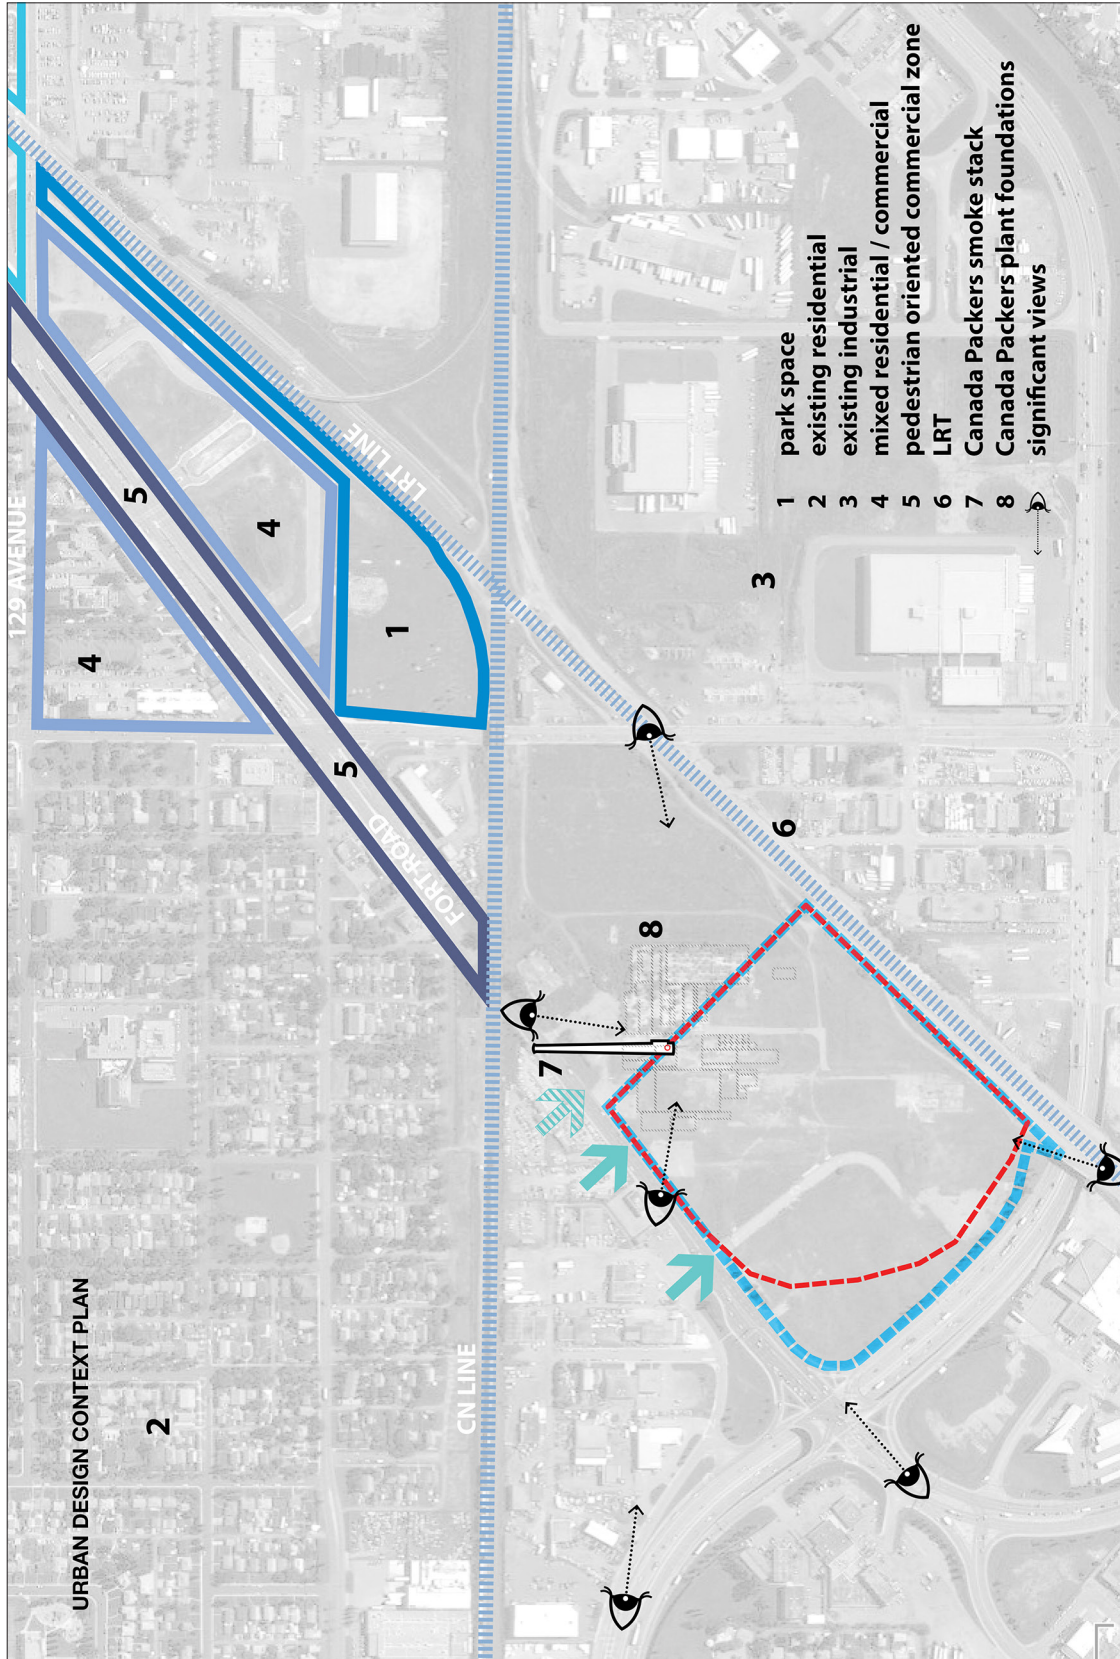 URBAN DESIGN CONTEXT PLAN
129 AVENUE
2
4
5
4
1
5
FORT ROAD
LRT LINE
CN LINE
7
8
6
3
1 park space
2 existing residential
3 existing industrial
4 mixed residential / commercial
5 pedestrian oriented commercial zone
6 LRT
7 Canada Packers smoke stack
8 Canada Packers plant foundations
significant views